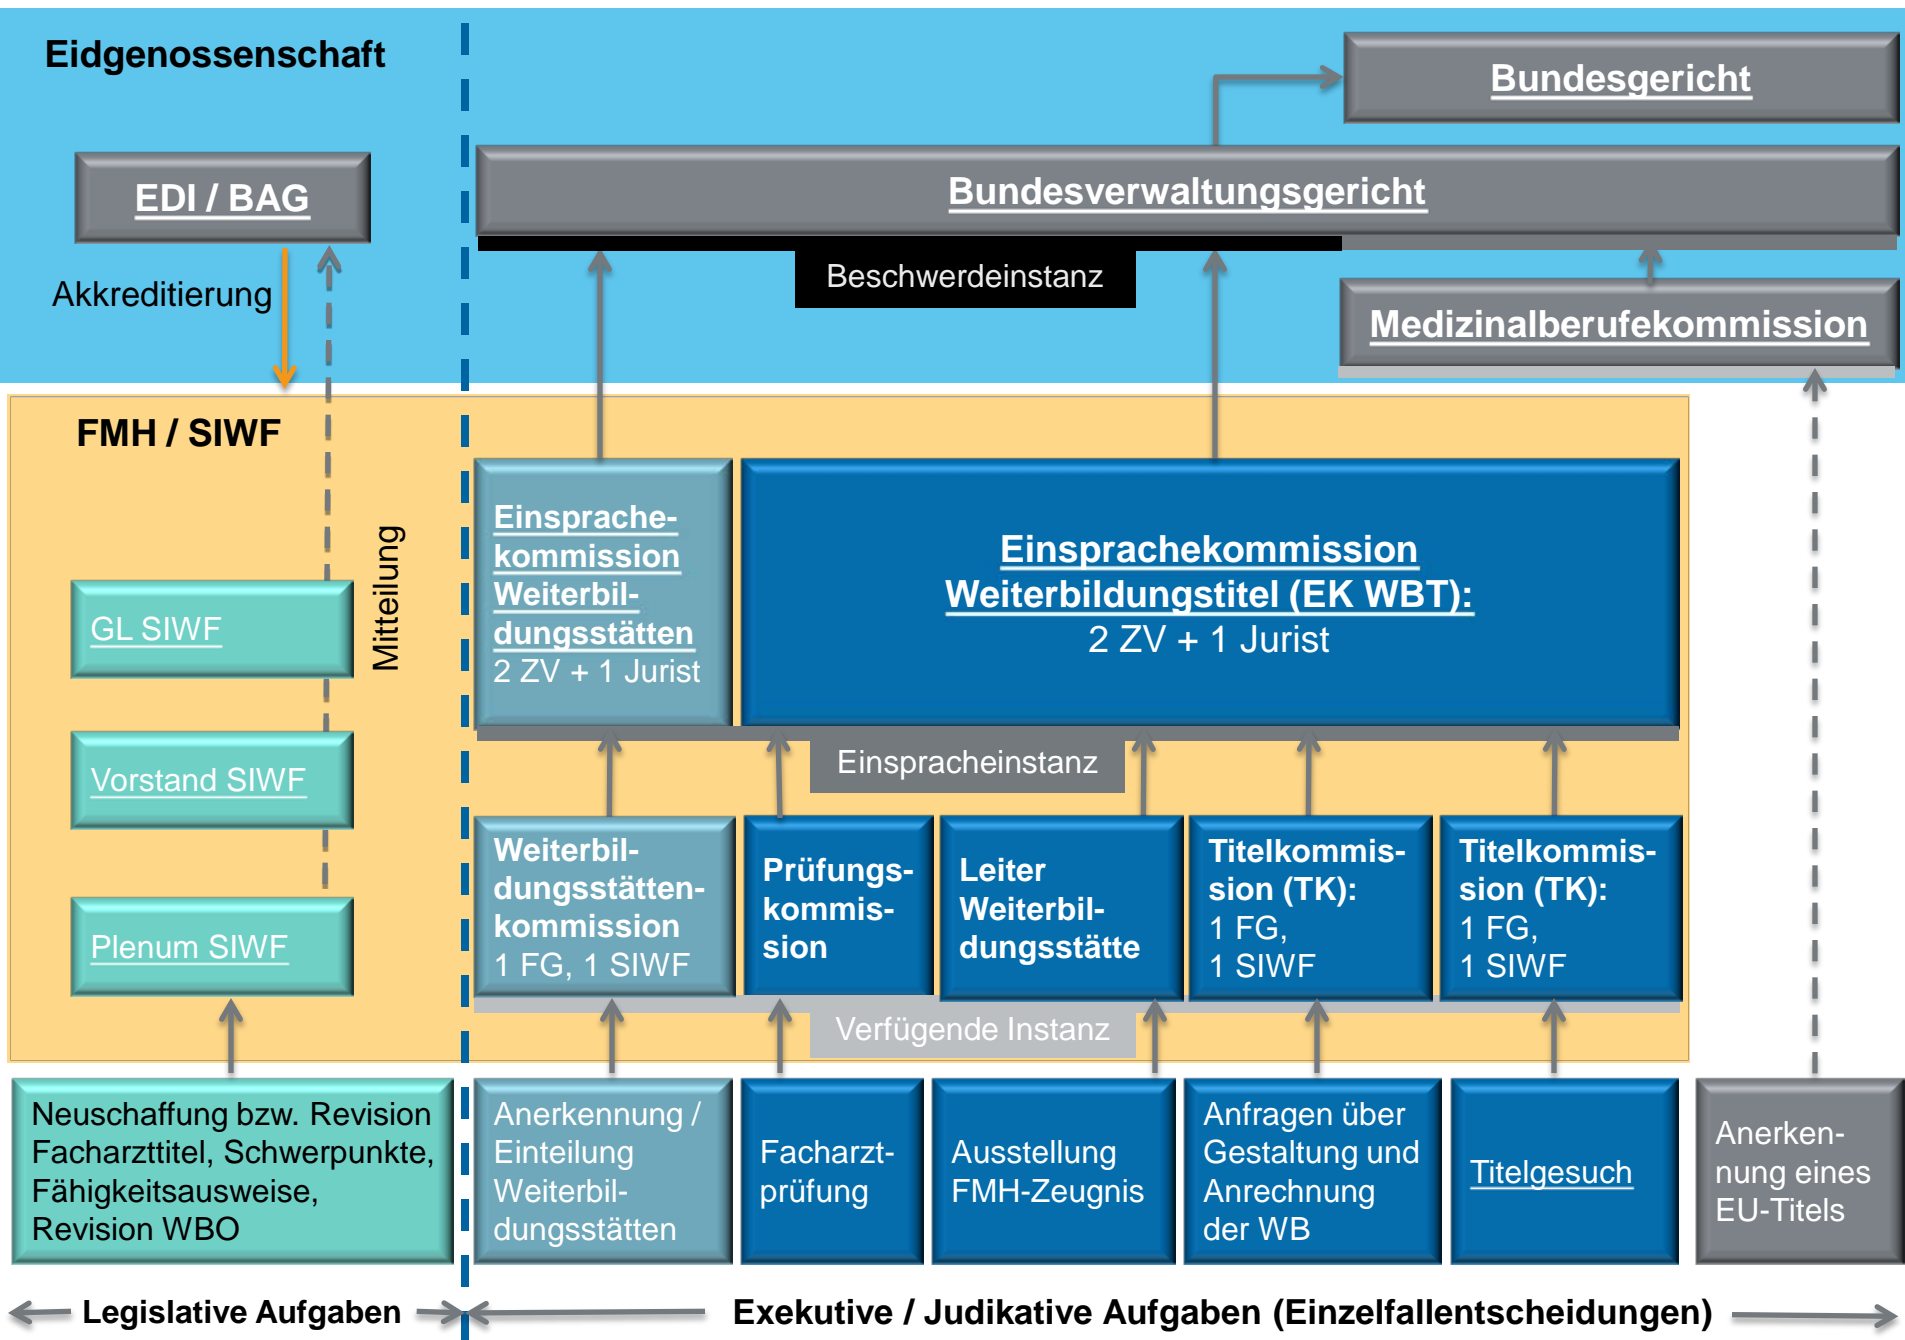 Eidgenossenschaft
Bundesgericht
EDI / BAG
Bundesverwaltungsgericht
Beschwerdeinstanz
Akkreditierung
Medizinalberufekommission
FMH / SIWF
Mitteilung
GL SIWF
Vorstand SIWF
Plenum SIWF
Einsprache-
kommission
Weiterbil-
dungsstätten
2 ZV + 1 Jurist
Einsprachekommission
Weiterbildungstitel (EK WBT):
2 ZV + 1 Jurist
Einspracheinstanz
Weiterbil-
dungsstätten-
kommission
1 FG, 1 SIWF
Prüfungs-
kommis-
sion
Leiter
Weiterbil-
dungsstätte
Titelkommis-
sion (TK):
1 FG,
1 SIWF
Titelkommis-
sion (TK):
1 FG,
1 SIWF
Verfügende Instanz
Neuschaffung bzw. Revision
Facharzttitel, Schwerpunkte,
Fähigkeitsausweise,
Revision WBO
Anerkennung /
Einteilung
Weiterbil-
dungsstätten
Facharzt-
prüfung
Ausstellung
FMH-Zeugnis
Anfragen über
Gestaltung und
Anrechnung
der WB
Titelgesuch
Anerken-
nung eines
EU-Titels
Legislative Aufgaben
Exekutive / Judikative Aufgaben (Einzelfallentscheidungen)